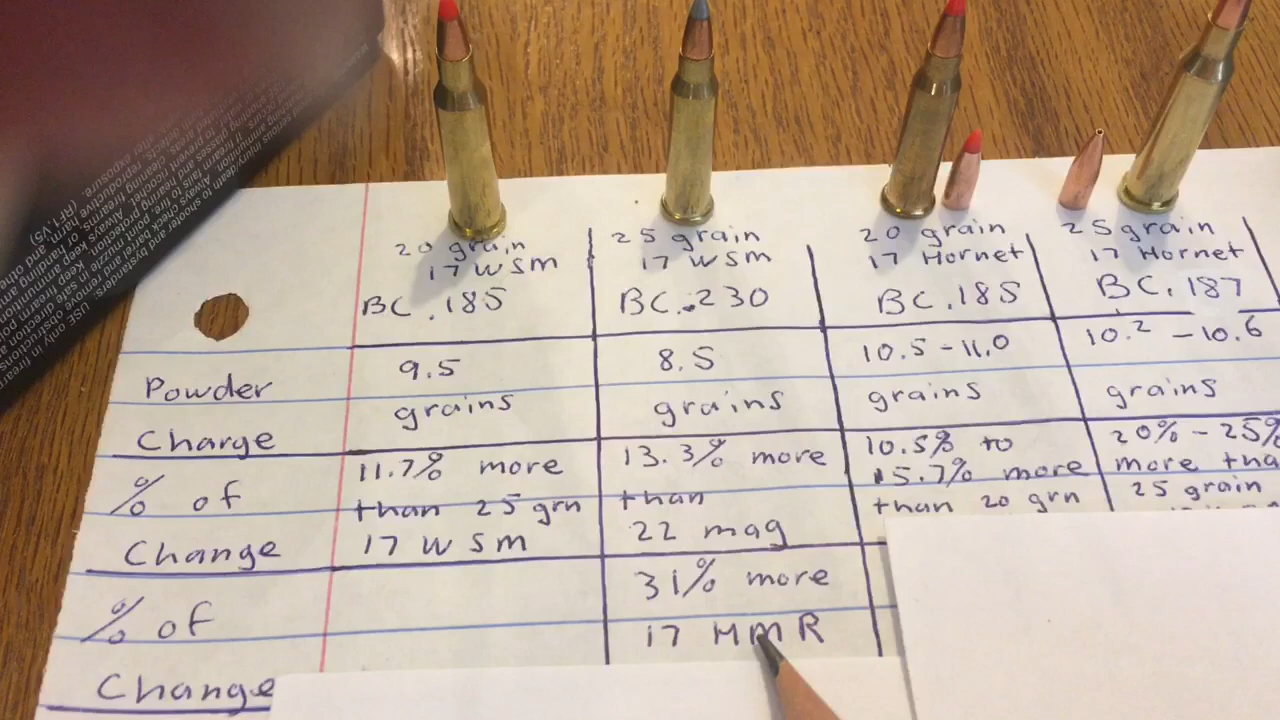 20 grain
17 WSM
BC .185
25 grain
17 WSM
BC .230
20 grain
17 Hornet
BC .185
25 grain
17 Hornet
BC . 187
Powder
Charge
9.5
grains
8.5
grains
10.5 - 11.0
grains
10.2 - 10.6
grains
% of
Change
11.7% more
than 25 grn
17 WSM
13.3% more
than
22 mag
10.5% to
15.7% more
than 20 grn
20% - 25%
more tha
25 grain
% of
Change
31% more
17 HMR